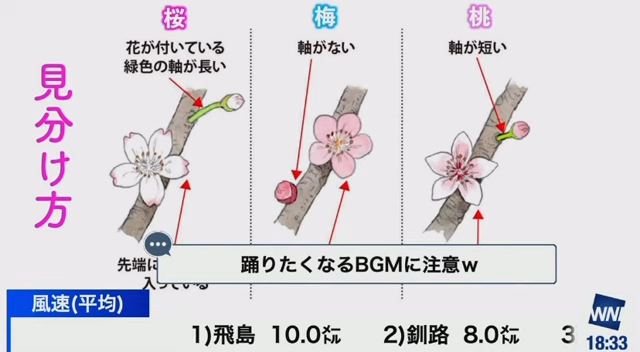 見分け方
桜
梅
桃
花が付いている
緑色の軸が長い
軸がない
軸が短い
先端に
入っている
踊りたくなるBGMに注意w
風速(平均)
1)飛島 10.0メートル 2)釧路 8.0メートル 3
WNI
18:33